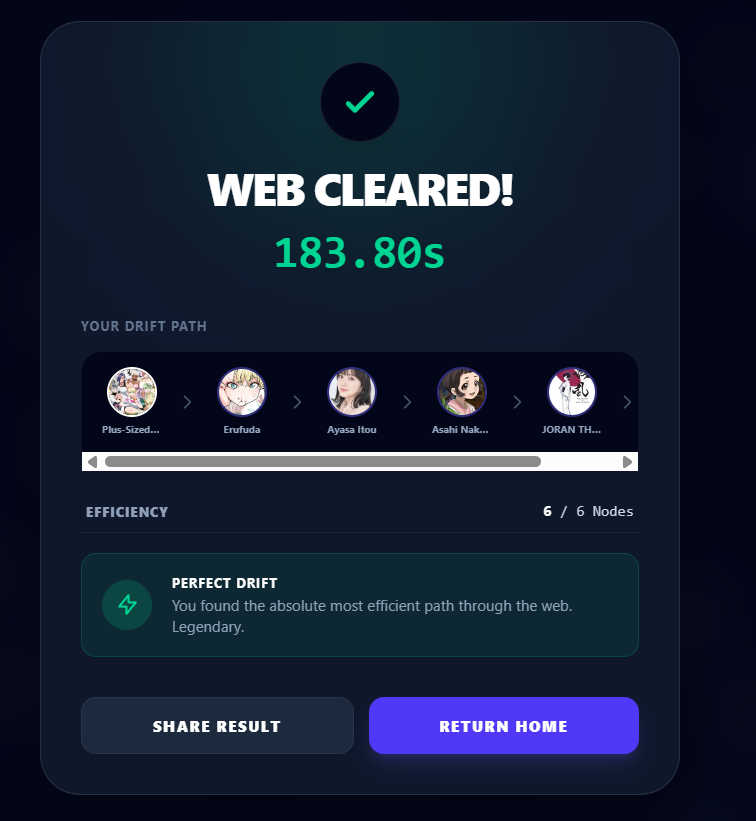 WEB CLEARED!
183.80s
YOUR DRIFT PATH
Plus-Sized...
Erufuda
Ayasa Itou
Asahi Nak...
JORAN TH...
EFFICIENCY
6 / 6 Nodes
PERFECT DRIFT
You found the absolute most efficient path through the web.
Legendary.
SHARE RESULT
RETURN HOME